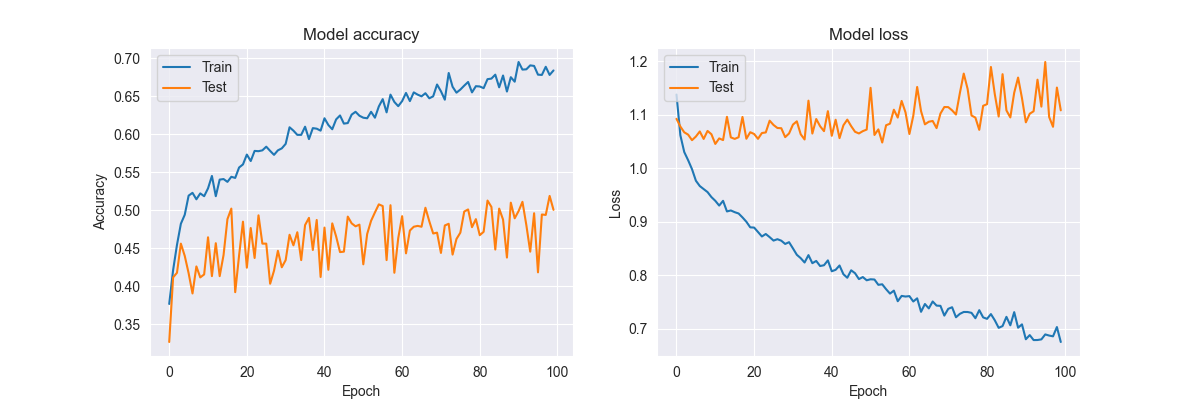 Model accuracy
Train
Test
0.70
0.65
0.60
0.55
0.50
0.45
0.40
0.35
Accuracy
0 20 40 60 80 100
Epoch
Model loss
Train
Test
1.2
1.1
1.0
0.9
0.8
0.7
Loss
0 20 40 60 80 100
Epoch